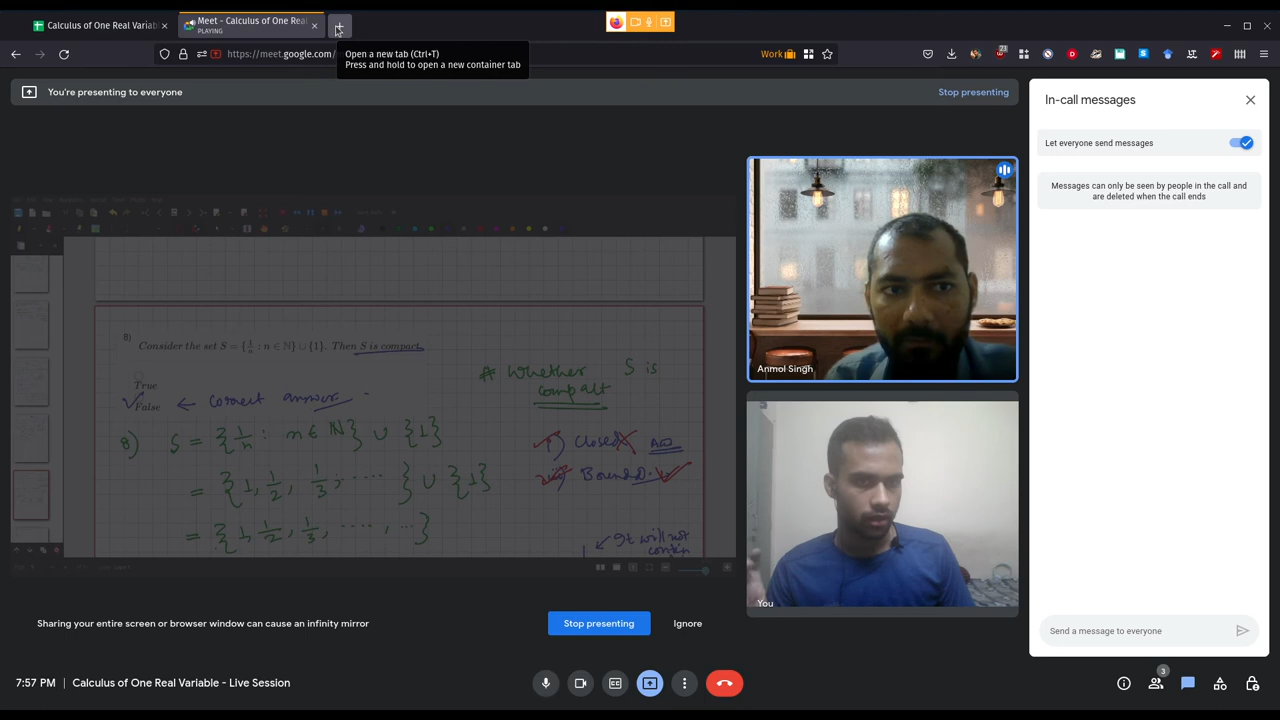 Calculus of One Real Variab
Meet - Calculus of One Real
PLAYING
Open a new tab (Ctrl+T)
Press and hold to open a new container tab
https://meet.google.com/
Work
21
You're presenting to everyone
Stop presenting
8)
Consider the set S = {1/n : n ∈ ℕ} ∪ {1}. Then S is compact.
True
False ← correct answer
# Whether S is
compact
8) S = {1/n : n ∈ ℕ} ∪ {1}
= {1, 1/2, 1/3, ....} ∪ {1}
= {1, 1/2, 1/3, ...., ...}
Closed
Bounded
It will not
Anmol Singh
You
Sharing your entire screen or browser window can cause an infinity mirror
Stop presenting
Ignore
7:57 PM | Calculus of One Real Variable - Live Session
3
In-call messages
Let everyone send messages
Messages can only be seen by people in the call and
are deleted when the call ends
Send a message to everyone